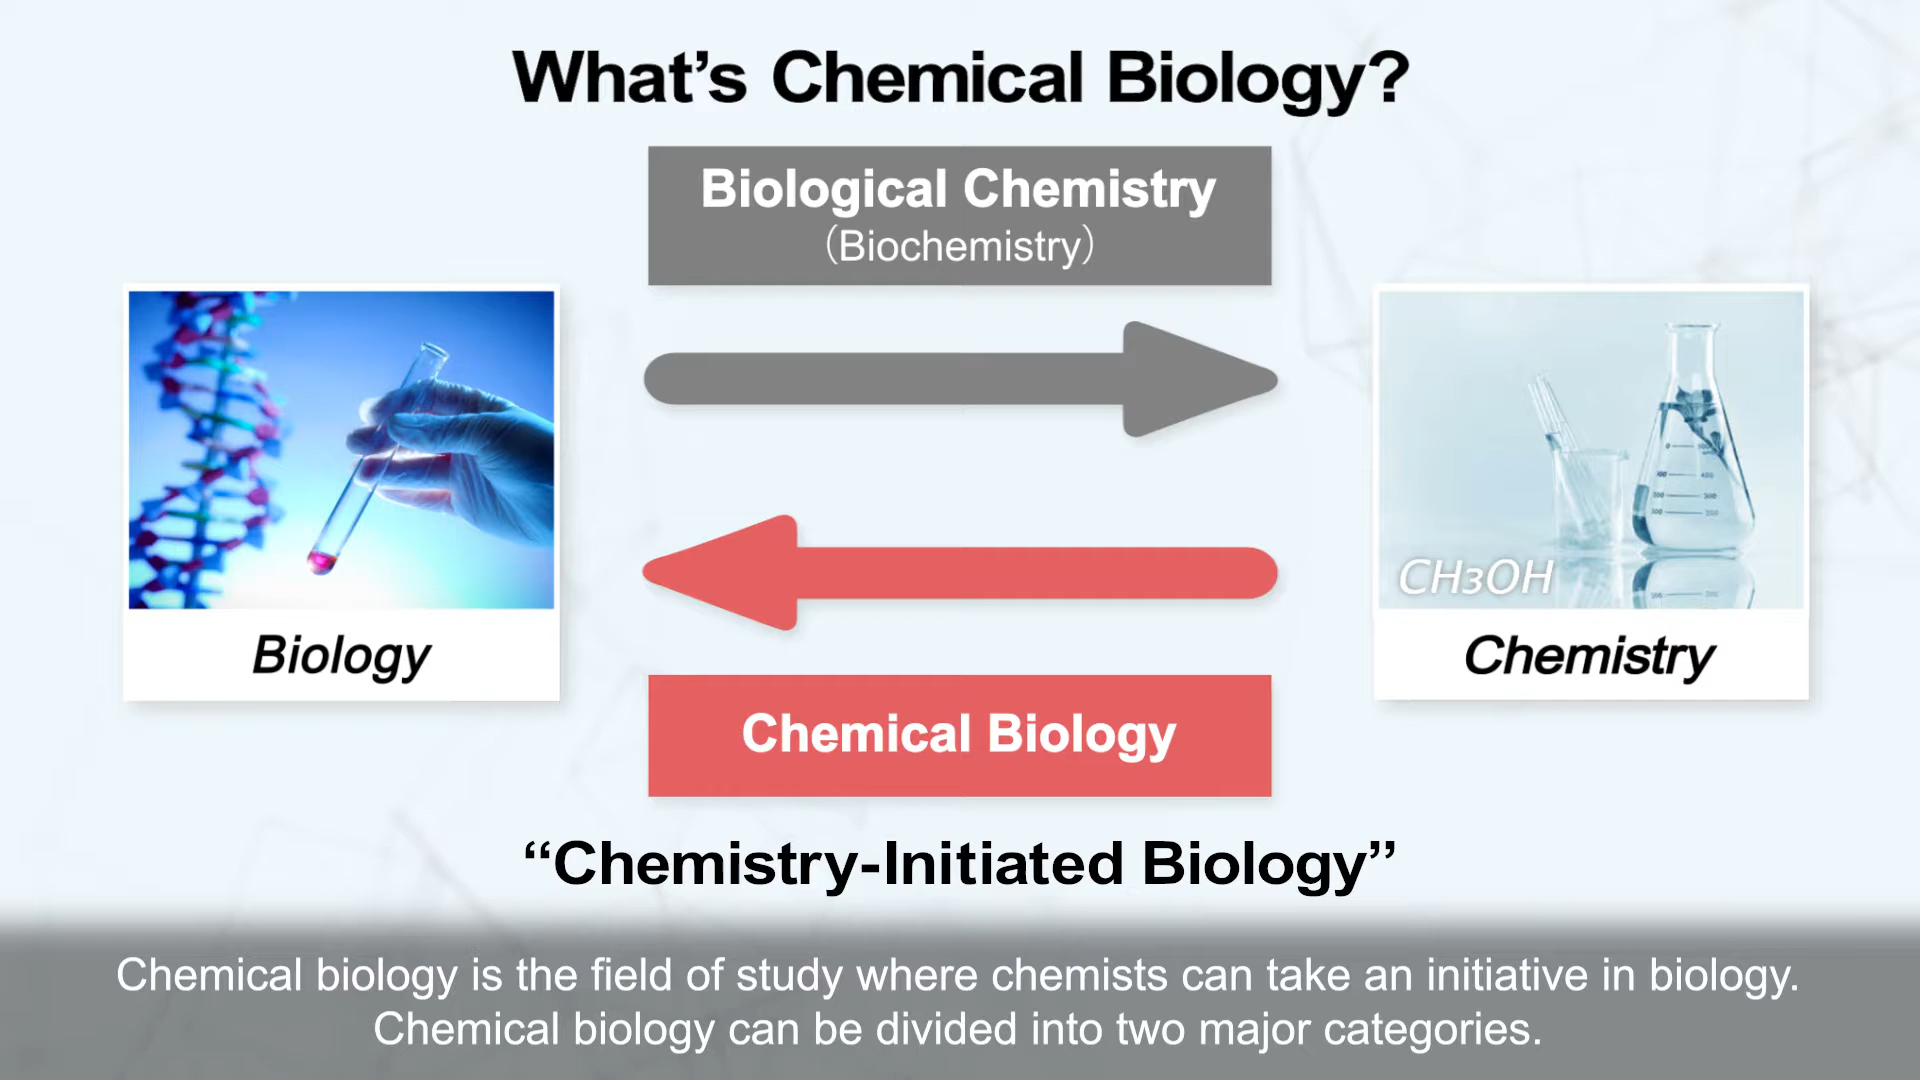 What’s Chemical Biology?
Biological Chemistry
（Biochemistry）
CH3OH
Biology
Chemistry
Chemical Biology
“Chemistry-Initiated Biology”
Chemical biology is the field of study where chemists can take an initiative in biology.
Chemical biology can be divided into two major categories.